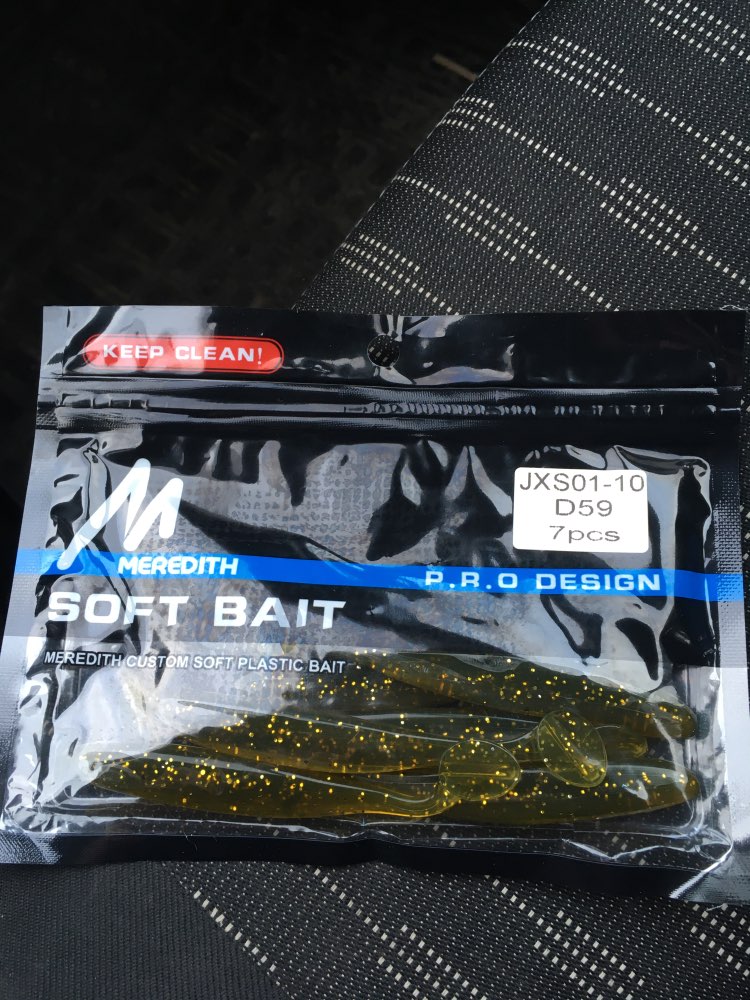 KEEP CLEAN!
JXS01-10
D59
7pcs
M
MEREDITH
P.R.O DESIGN
SOFT BAIT
MEREDITH CUSTOM SOFT PLASTIC BAIT